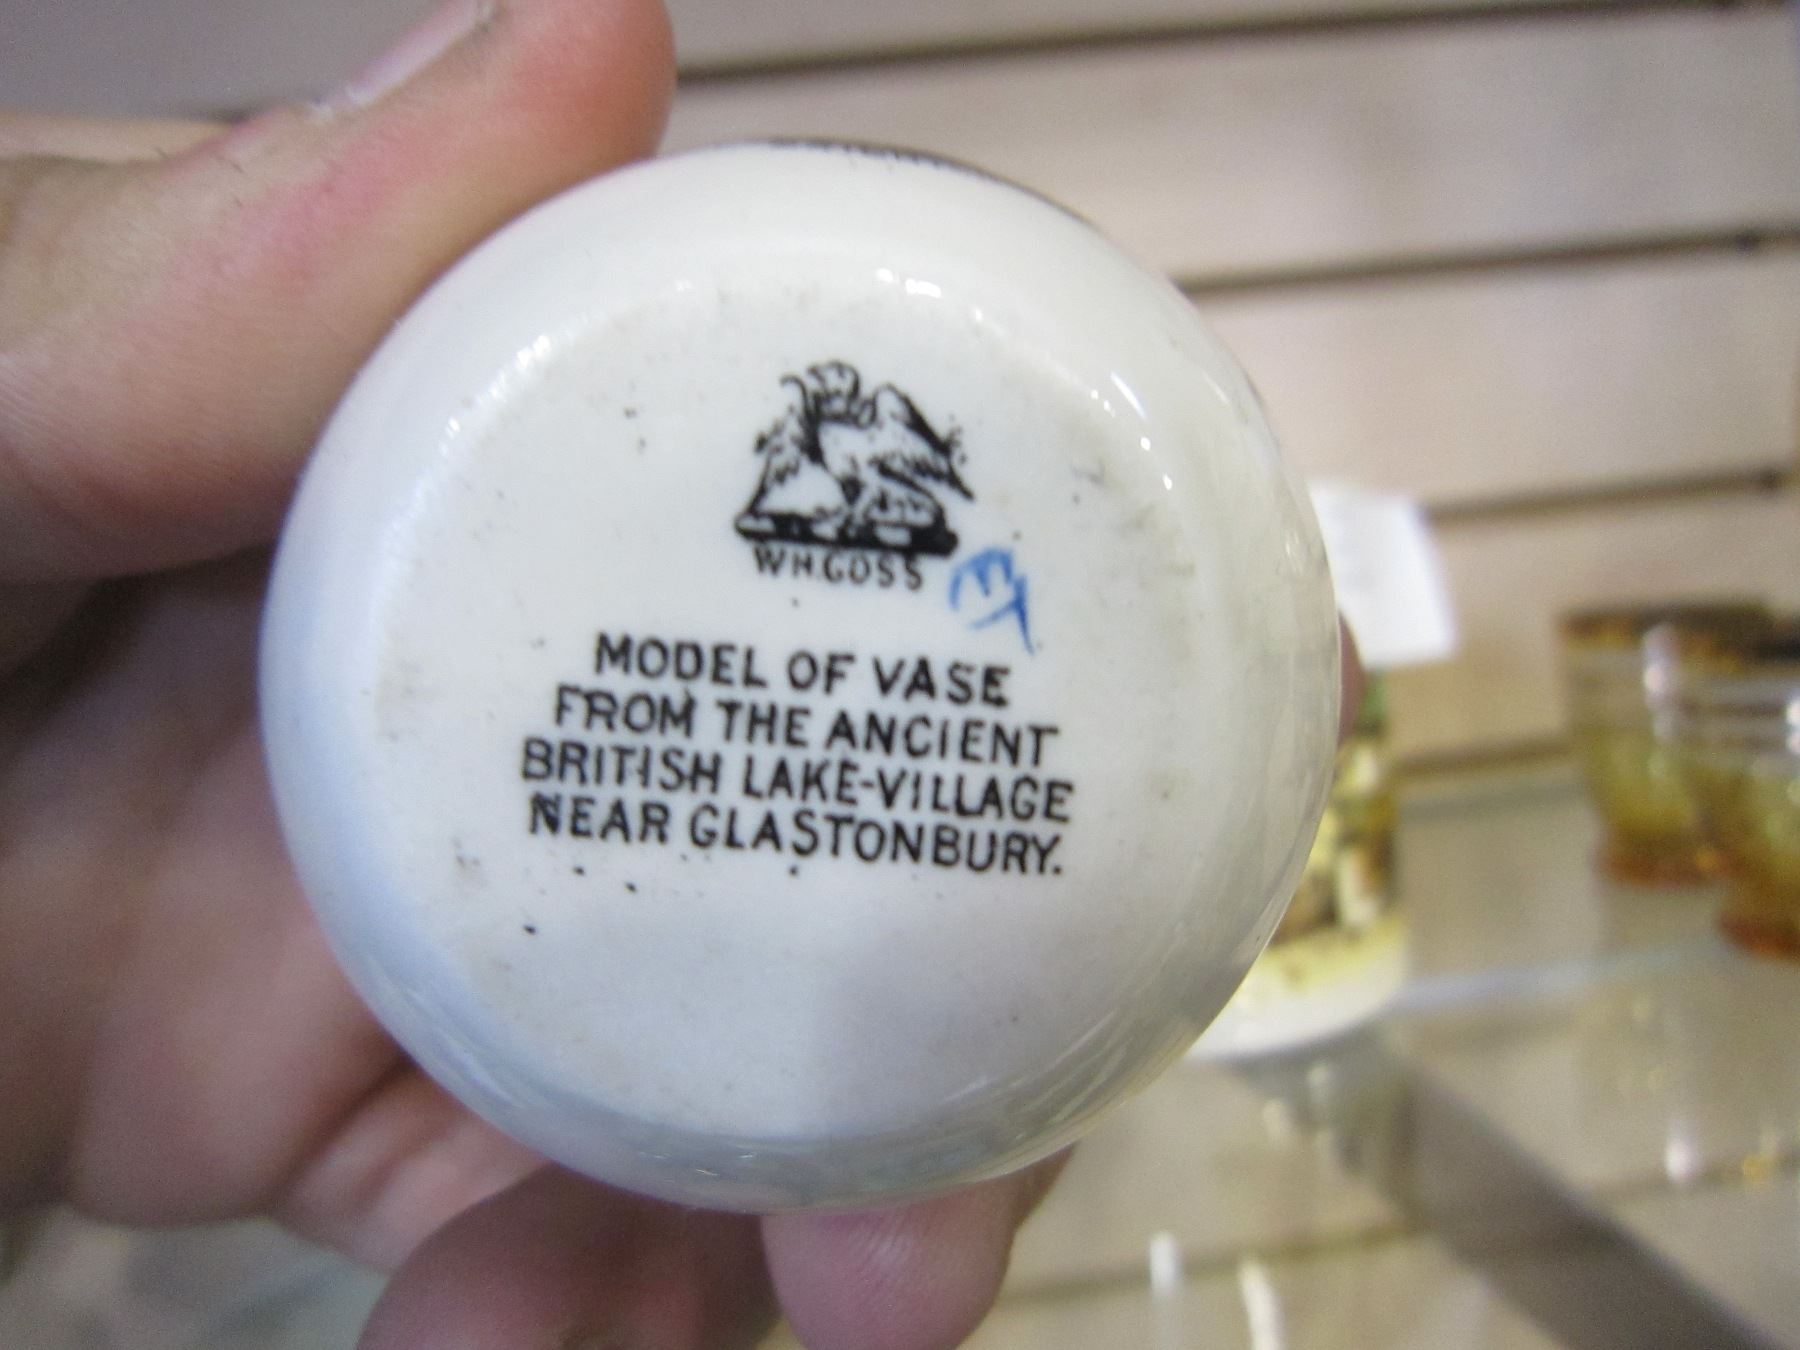 W H. GOSS
MODEL OF VASE
FROM THE ANCIENT
BRITISH LAKE-VILLAGE
NEAR GLASTONBURY.